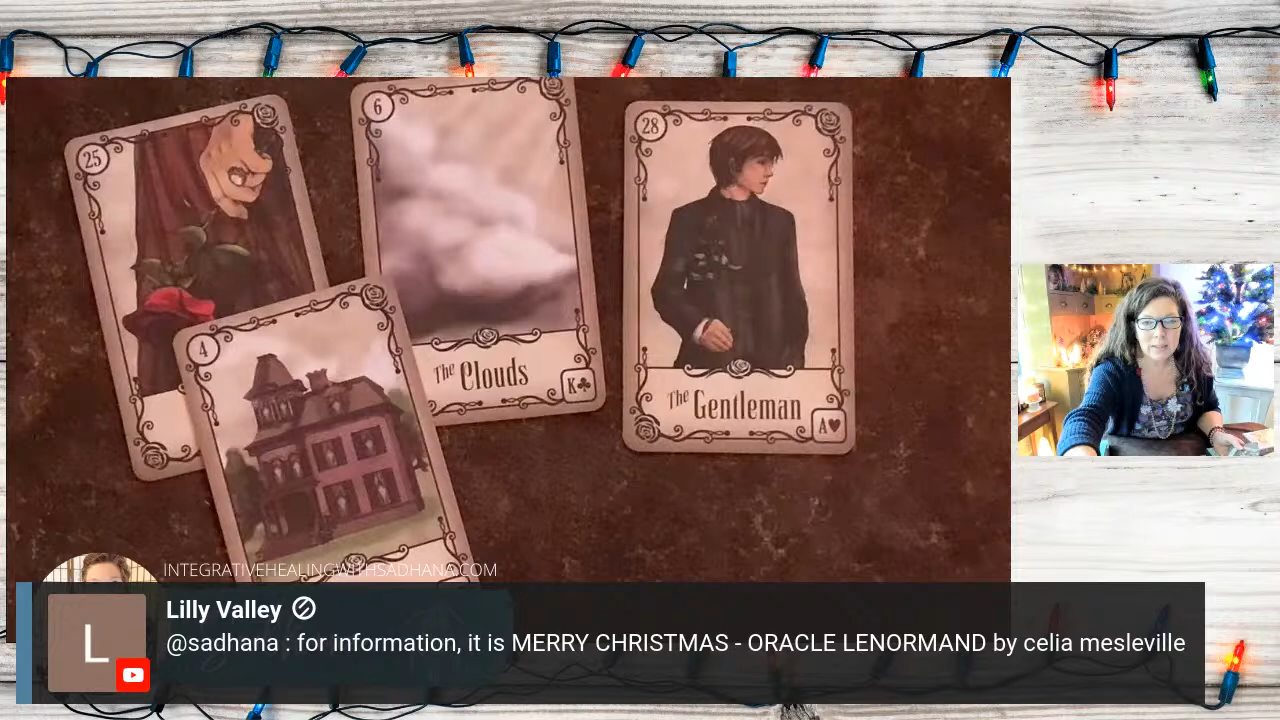 25
6
28
The Clouds
K♣
The Gentleman
A♥
4
INTEGRATIVEHEALINGWITHSADHANA.COM
Lilly Valley
L
@sadhana : for information, it is MERRY CHRISTMAS - ORACLE LENORMAND by celia mesleville